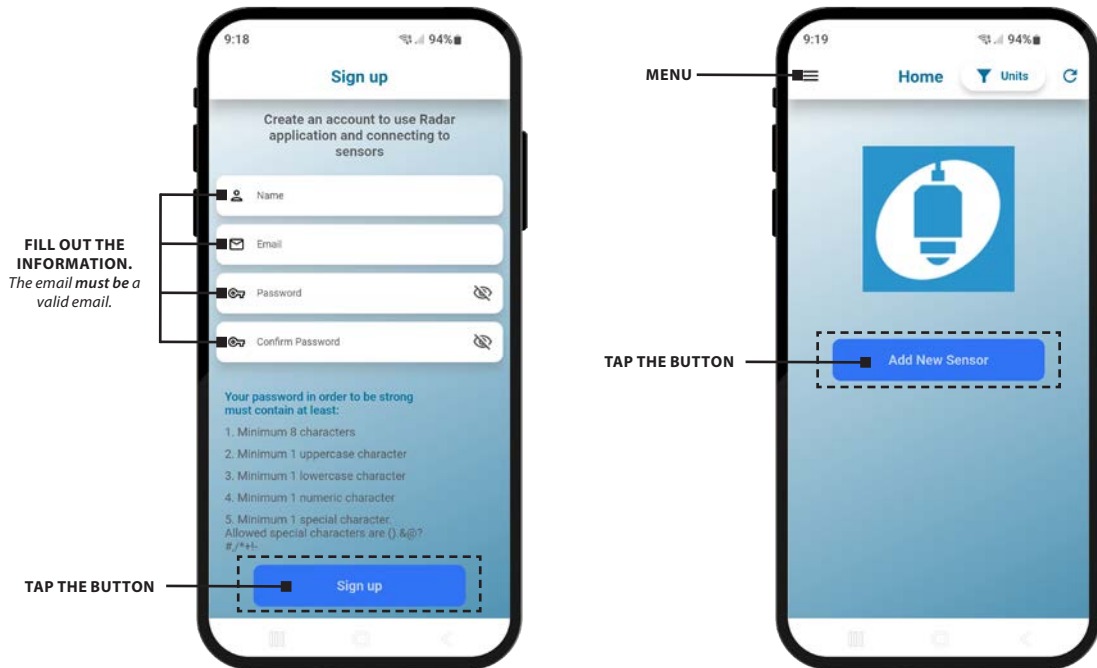 9:18
94%
Sign up
Create an account to use Radar
application and connecting to
sensors
Name
Email
Password
Confirm Password
FILL OUT THE
INFORMATION.
The email must be a
valid email.
Your password in order to be strong
must contain at least:
1. Minimum 8 characters
2. Minimum 1 uppercase character
3. Minimum 1 lowercase character
4. Minimum 1 numeric character
5. Minimum 1 special character.
Allowed special characters are () &@?
#,/*+!-
TAP THE BUTTON
Sign up
9:19
94%
MENU
Home
Units
TAP THE BUTTON
Add New Sensor